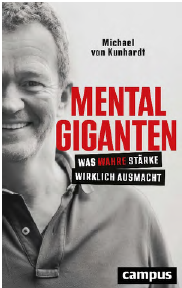 Michael
von Kunhardt
MENTAL
GIGANTEN
WAS WAHRE STÄRKE
WIRKLICH AUSMACHT
campus